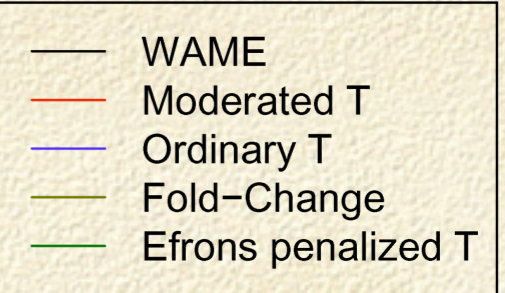 WAME
Moderated T
Ordinary T
Fold−Change
Efrons penalized T